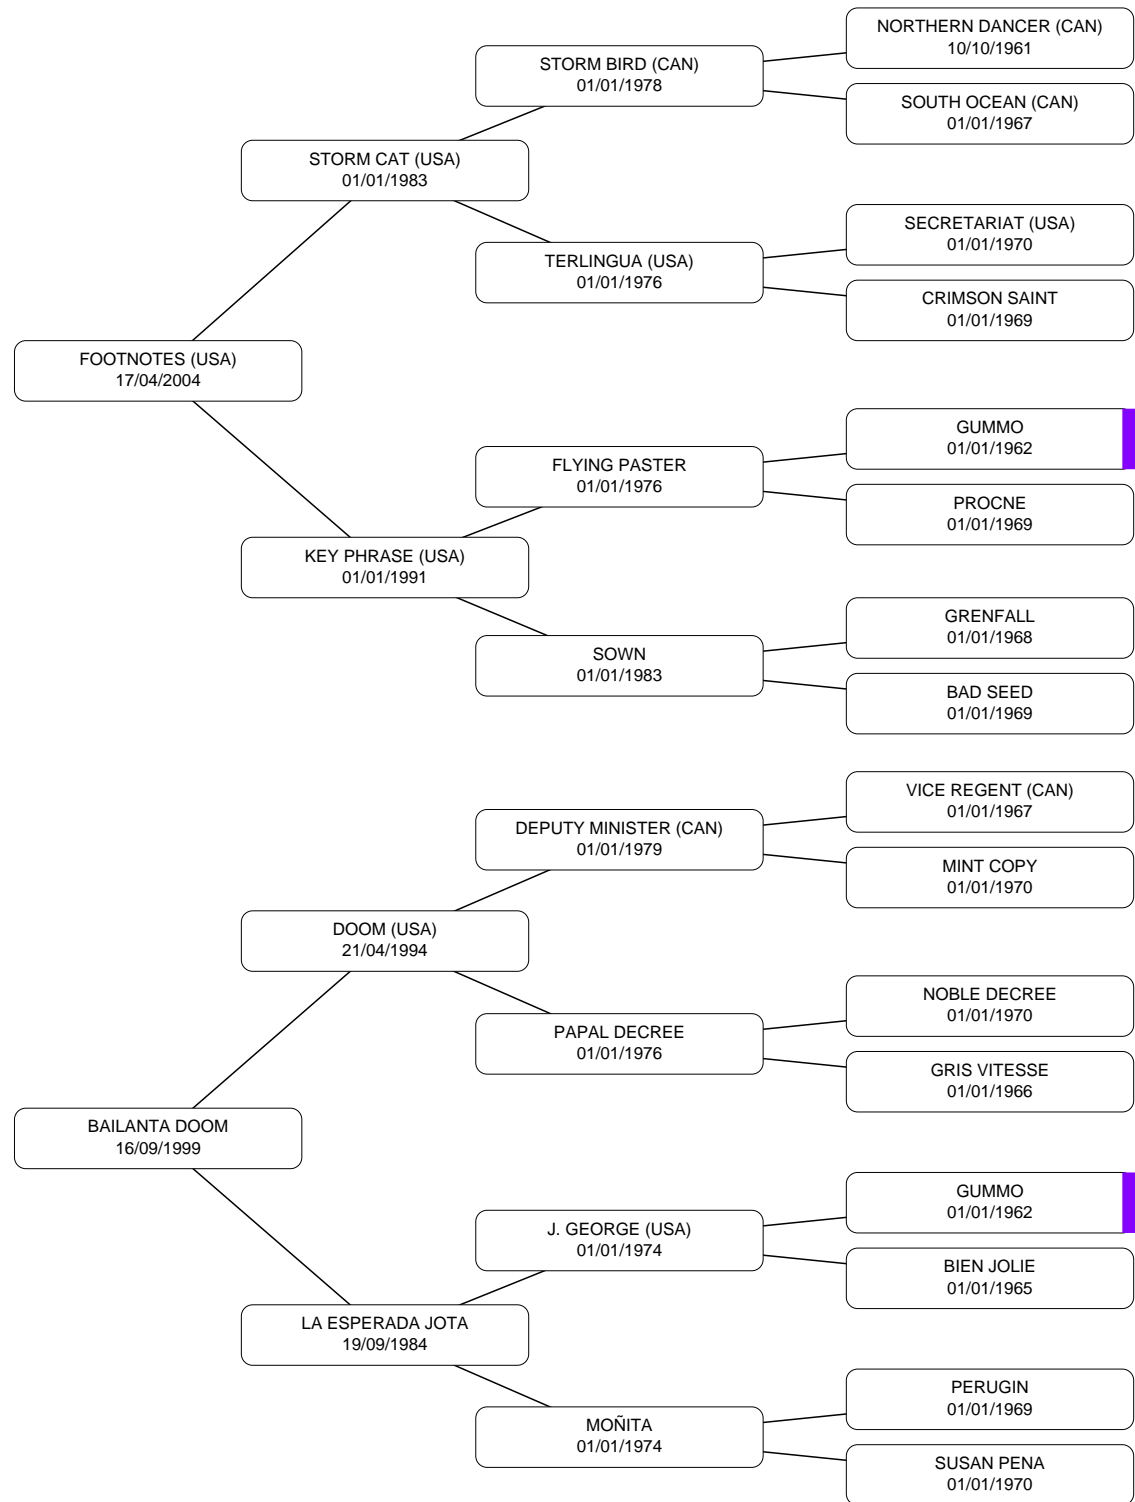 NORTHERN DANCER (CAN)
10/10/1961
STORM BIRD (CAN)
01/01/1978
SOUTH OCEAN (CAN)
01/01/1967
STORM CAT (USA)
01/01/1983
SECRETARIAT (USA)
01/01/1970
TERLINGUA (USA)
01/01/1976
CRIMSON SAINT
01/01/1969
FOOTNOTES (USA)
17/04/2004
GUMMO
01/01/1962
FLYING PASTER
01/01/1976
PROCNE
01/01/1969
KEY PHRASE (USA)
01/01/1991
GRENFALL
01/01/1968
SOWN
01/01/1983
BAD SEED
01/01/1969
VICE REGENT (CAN)
01/01/1967
DEPUTY MINISTER (CAN)
01/01/1979
MINT COPY
01/01/1970
DOOM (USA)
21/04/1994
NOBLE DECREE
01/01/1970
PAPAL DECREE
01/01/1976
GRIS VITESSE
01/01/1966
BAILANTA DOOM
16/09/1999
GUMMO
01/01/1962
J. GEORGE (USA)
01/01/1974
BIEN JOLIE
01/01/1965
LA ESPERADA JOTA
19/09/1984
PERUGIN
01/01/1969
MOÑITA
01/01/1974
SUSAN PENA
01/01/1970